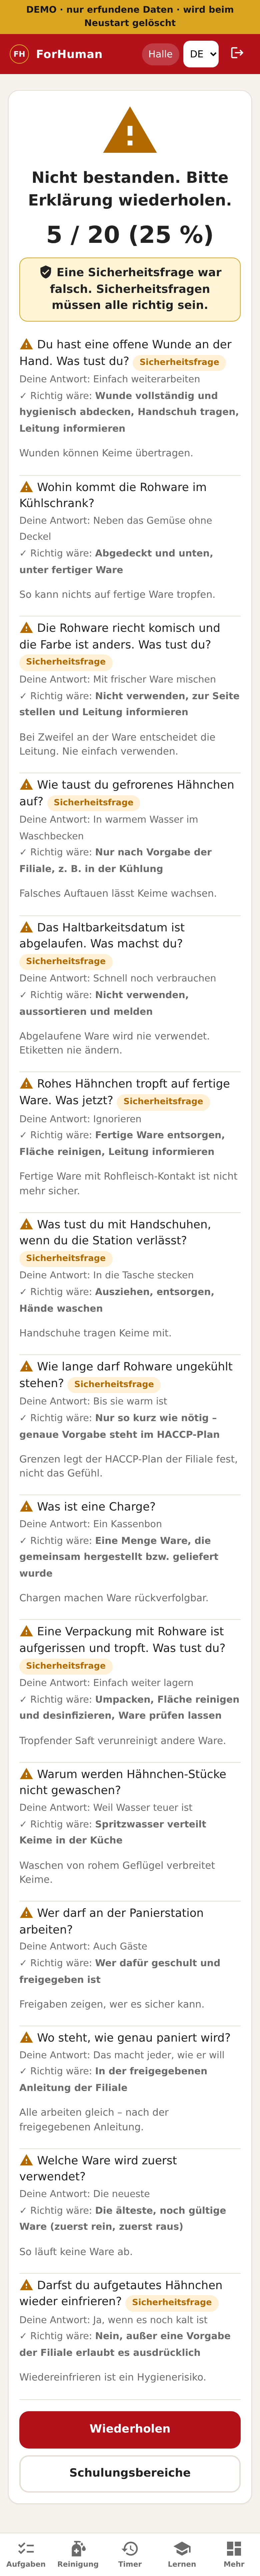 DEMO · nur erfundene Daten · wird beim
Neustart gelöscht
FH ForHuman Halle DE
Nicht bestanden. Bitte
Erklärung wiederholen.
5 / 20 (25 %)
Eine Sicherheitsfrage war
falsch. Sicherheitsfragen
müssen alle richtig sein.
Du hast eine offene Wunde an der
Hand. Was tust du? Sicherheitsfrage
Deine Antwort: Einfach weiterarbeiten
✓ Richtig wäre: Wunde vollständig und
hygienisch abdecken, Handschuh tragen,
Leitung informieren
Wunden können Keime übertragen.
Wohin kommt die Rohware im
Kühlschrank?
Deine Antwort: Neben das Gemüse ohne
Deckel
✓ Richtig wäre: Abgedeckt und unten,
unter fertiger Ware
So kann nichts auf fertige Ware tropfen.
Die Rohware riecht komisch und
die Farbe ist anders. Was tust du?
Sicherheitsfrage
Deine Antwort: Mit frischer Ware mischen
✓ Richtig wäre: Nicht verwenden, zur Seite
stellen und Leitung informieren
Bei Zweifel an der Ware entscheidet die
Leitung. Nie einfach verwenden.
Wie taust du gefrorenes Hähnchen
auf? Sicherheitsfrage
Deine Antwort: In warmem Wasser im
Waschbecken
✓ Richtig wäre: Nur nach Vorgabe der
Filiale, z. B. in der Kühlung
Falsches Auftauen lässt Keime wachsen.
Das Haltbarkeitsdatum ist
abgelaufen. Was machst du?
Sicherheitsfrage
Deine Antwort: Schnell noch verbrauchen
✓ Richtig wäre: Nicht verwenden,
aussortieren und melden
Abgelaufene Ware wird nie verwendet.
Etiketten nie ändern.
Rohes Hähnchen tropft auf fertige
Ware. Was jetzt? Sicherheitsfrage
Deine Antwort: Ignorieren
✓ Richtig wäre: Fertige Ware entsorgen,
Fläche reinigen, Leitung informieren
Fertige Ware mit Rohfleisch-Kontakt ist nicht
mehr sicher.
Was tust du mit Handschuhen,
wenn du die Station verlässt?
Sicherheitsfrage
Deine Antwort: In die Tasche stecken
✓ Richtig wäre: Ausziehen, entsorgen,
Hände waschen
Handschuhe tragen Keime mit.
Wie lange darf Rohware ungekühlt
stehen? Sicherheitsfrage
Deine Antwort: Bis sie warm ist
✓ Richtig wäre: Nur so kurz wie nötig –
genaue Vorgabe steht im HACCP-Plan
Grenzen legt der HACCP-Plan der Filiale fest,
nicht das Gefühl.
Was ist eine Charge?
Deine Antwort: Ein Kassenbon
✓ Richtig wäre: Eine Menge Ware, die
gemeinsam hergestellt bzw. geliefert
wurde
Chargen machen Ware rückverfolgbar.
Eine Verpackung mit Rohware ist
aufgerissen und tropft. Was tust du?
Sicherheitsfrage
Deine Antwort: Einfach weiter lagern
✓ Richtig wäre: Umpacken, Fläche reinigen
und desinfizieren, Ware prüfen lassen
Tropfender Saft verunreinigt andere Ware.
Warum werden Hähnchen-Stücke
nicht gewaschen?
Deine Antwort: Weil Wasser teuer ist
✓ Richtig wäre: Spritzwasser verteilt
Keime in der Küche
Waschen von rohem Geflügel verbreitet
Keime.
Wer darf an der Panierstation
arbeiten?
Deine Antwort: Auch Gäste
✓ Richtig wäre: Wer dafür geschult und
freigegeben ist
Freigaben zeigen, wer es sicher kann.
Wo steht, wie genau paniert wird?
Deine Antwort: Das macht jeder, wie er will
✓ Richtig wäre: In der freigegebenen
Anleitung der Filiale
Alle arbeiten gleich – nach der
freigegebenen Anleitung.
Welche Ware wird zuerst
verwendet?
Deine Antwort: Die neueste
✓ Richtig wäre: Die älteste, noch gültige
Ware (zuerst rein, zuerst raus)
So läuft keine Ware ab.
Darfst du aufgetautes Hähnchen
wieder einfrieren? Sicherheitsfrage
Deine Antwort: Ja, wenn es noch kalt ist
✓ Richtig wäre: Nein, außer eine Vorgabe
der Filiale erlaubt es ausdrücklich
Wiedereinfrieren ist ein Hygienerisiko.
Wiederholen
Schulungsbereiche
Aufgaben Reinigung Timer Lernen Mehr